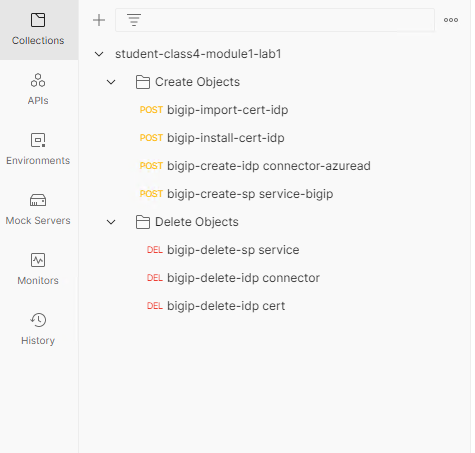 Collections
APIs
Environments
Mock Servers
Monitors
History
student-class4-module1-lab1
Create Objects
POST bigip-import-cert-idp
POST bigip-install-cert-idp
POST bigip-create-idp connector-azuread
POST bigip-create-sp service-bigip
Delete Objects
DEL bigip-delete-sp service
DEL bigip-delete-idp connector
DEL bigip-delete-idp cert